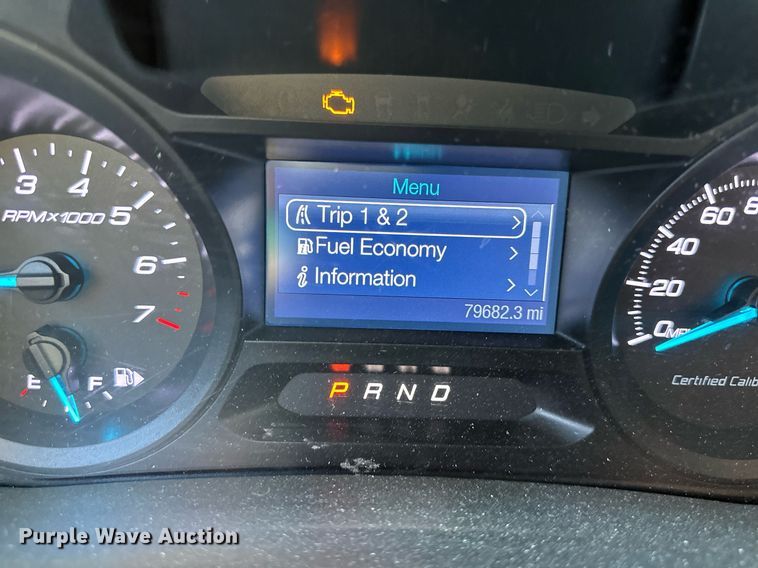 Menu
Trip 1 & 2
Fuel Economy
Information
79682.3 mi
3 4 5 6 7
RPMX1000
E F
P R N D
0 20 40 60
Certified Calib
Purple Wave Auction